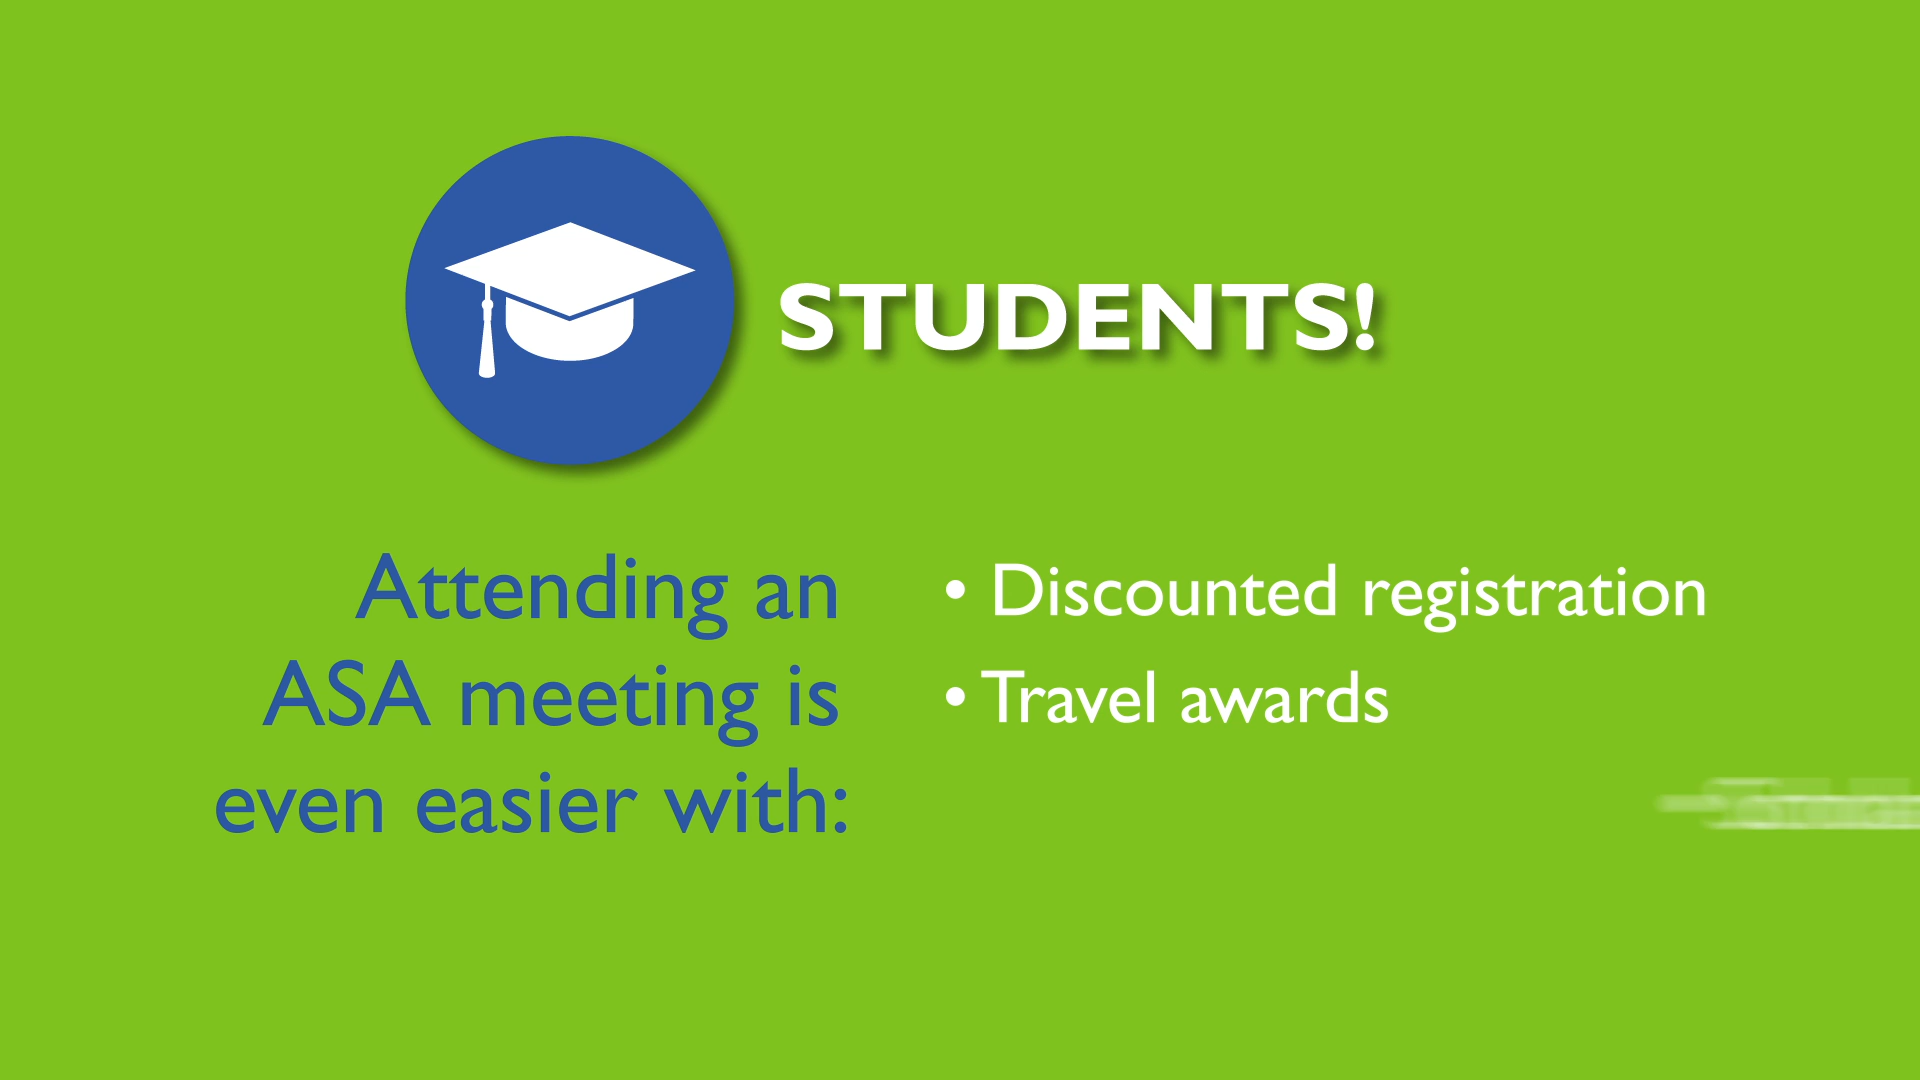 STUDENTS!
Attending an
ASA meeting is
even easier with:
• Discounted registration
• Travel awards